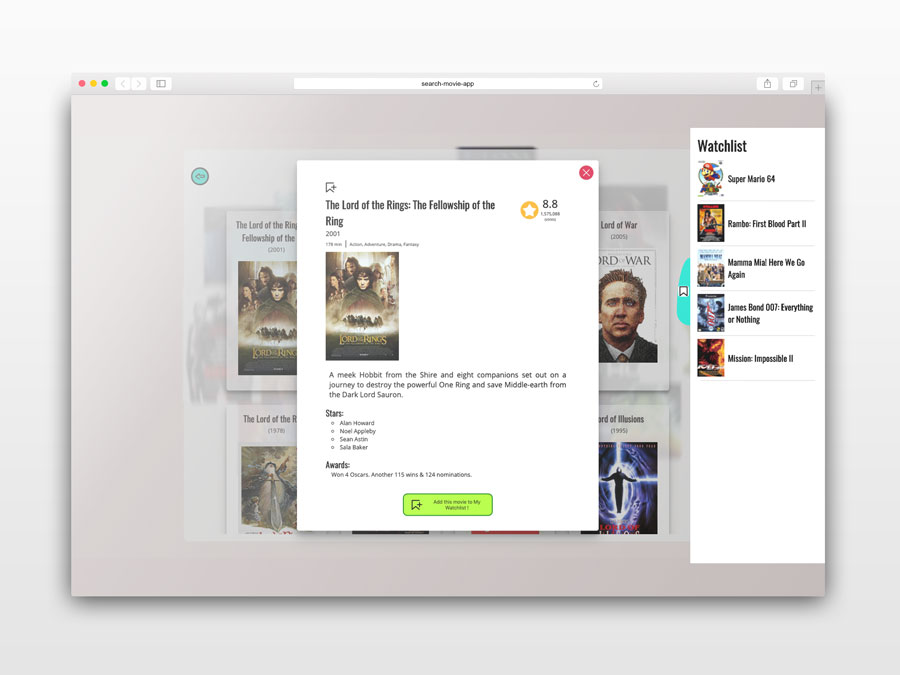 search-movie-app
Watchlist
Super Mario 64
Rambo: First Blood Part II
Mamma Mia! Here We Go
Again
James Bond 007: Everything
or Nothing
Mission: Impossible II
The Lord of the Rings: The Fellowship of the
Ring
2001
178 min | Action, Adventure, Drama, Fantasy
8.8
1,575,088
A meek Hobbit from the Shire and eight companions set out on a
journey to destroy the powerful One Ring and save Middle-earth from
the Dark Lord Sauron.
Stars:
Alan Howard
Noel Appleby
Sean Astin
Sala Baker
Awards:
Won 4 Oscars. Another 115 wins & 124 nominations.
Add this movie to My
Watchlist !
The Lord of the Ring
Fellowship of the
(2001)
Lord of War
(2005)
ORD OF WAR
The Lord of the R
(1978)
ord of Illusions
(1995)